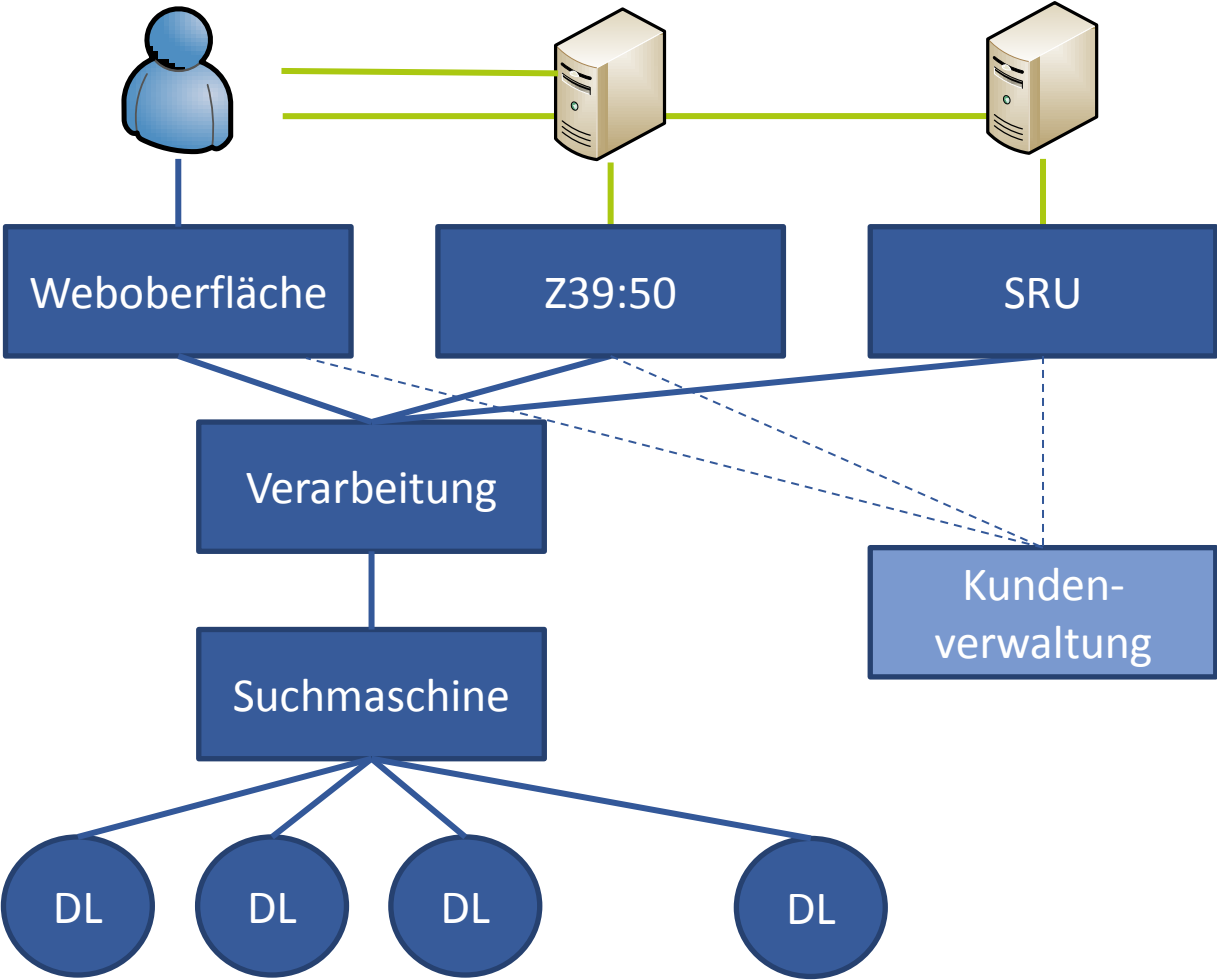 Weboberfläche
Z39:50
SRU
Verarbeitung
Kunden-
verwaltung
Suchmaschine
DL
DL
DL
DL